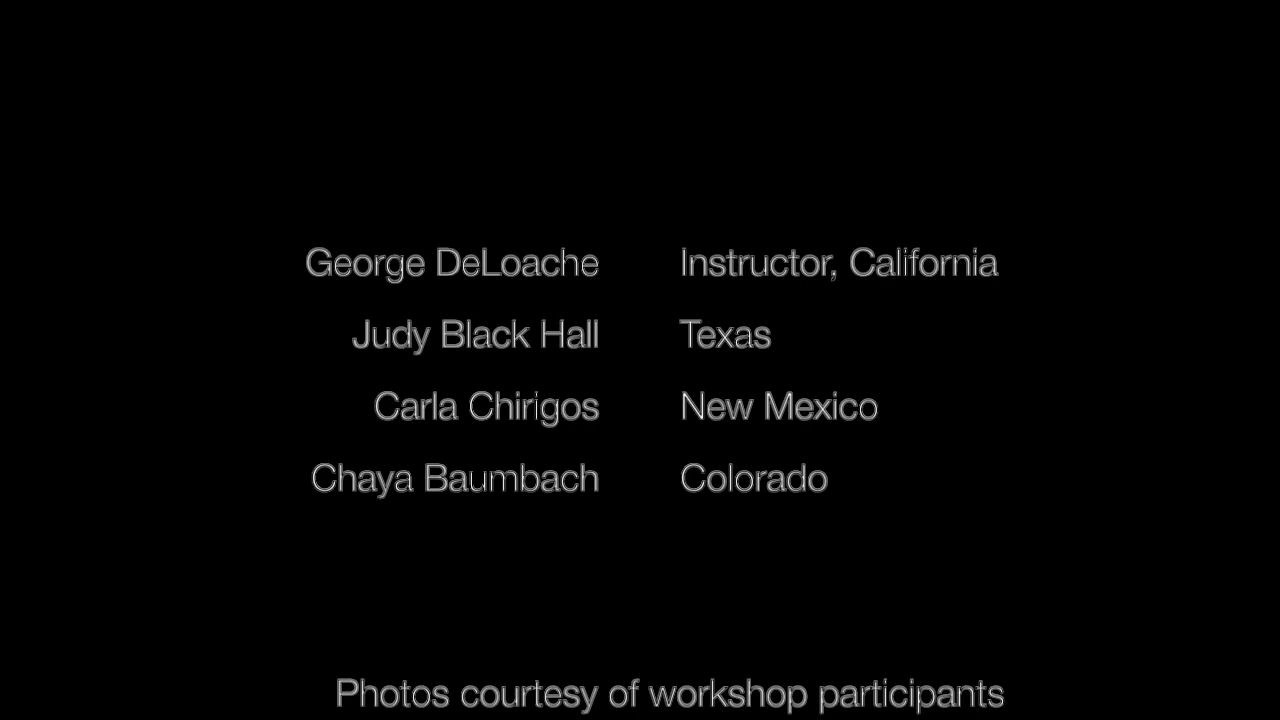 George DeLoache Instructor, California
Judy Black Hall Texas
Carla Chirigos New Mexico
Chaya Baumbach Colorado
Photos courtesy of workshop participants